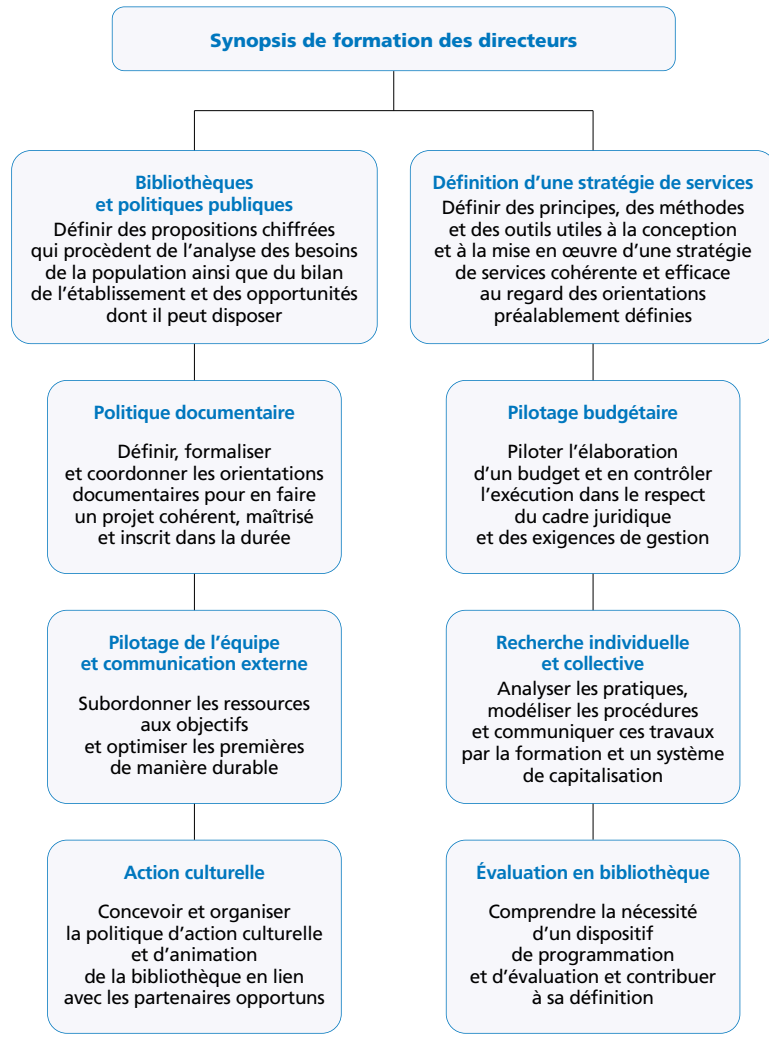 Synopsis de formation des directeurs
Bibliothèques
et politiques publiques
Définir des propositions chiffrées
qui procèdent de l'analyse des besoins
de la population ainsi que du bilan
de l'établissement et des opportunités
dont il peut disposer
Politique documentaire
Définir, formaliser
et coordonner les orientations
documentaires pour en faire
un projet cohérent, maîtrisé
et inscrit dans la durée
Pilotage de l'équipe
et communication externe
Subordonner les ressources
aux objectifs
et optimiser les premières
de manière durable
Action culturelle
Concevoir et organiser
la politique d'action culturelle
et d'animation
de la bibliothèque en lien
avec les partenaires opportuns
Définition d'une stratégie de services
Définir des principes, des méthodes
et des outils utiles à la conception
et à la mise en œuvre d'une stratégie
de services cohérente et efficace
au regard des orientations
préalablement définies
Pilotage budgétaire
Piloter l'élaboration
d'un budget et en contrôler
l'exécution dans le respect
du cadre juridique
et des exigences de gestion
Recherche individuelle
et collective
Analyser les pratiques,
modéliser les procédures
et communiquer ces travaux
par la formation et un système
de capitalisation
Évaluation en bibliothèque
Comprendre la nécessité
d'un dispositif
de programmation
et d'évaluation et contribuer
à sa définition